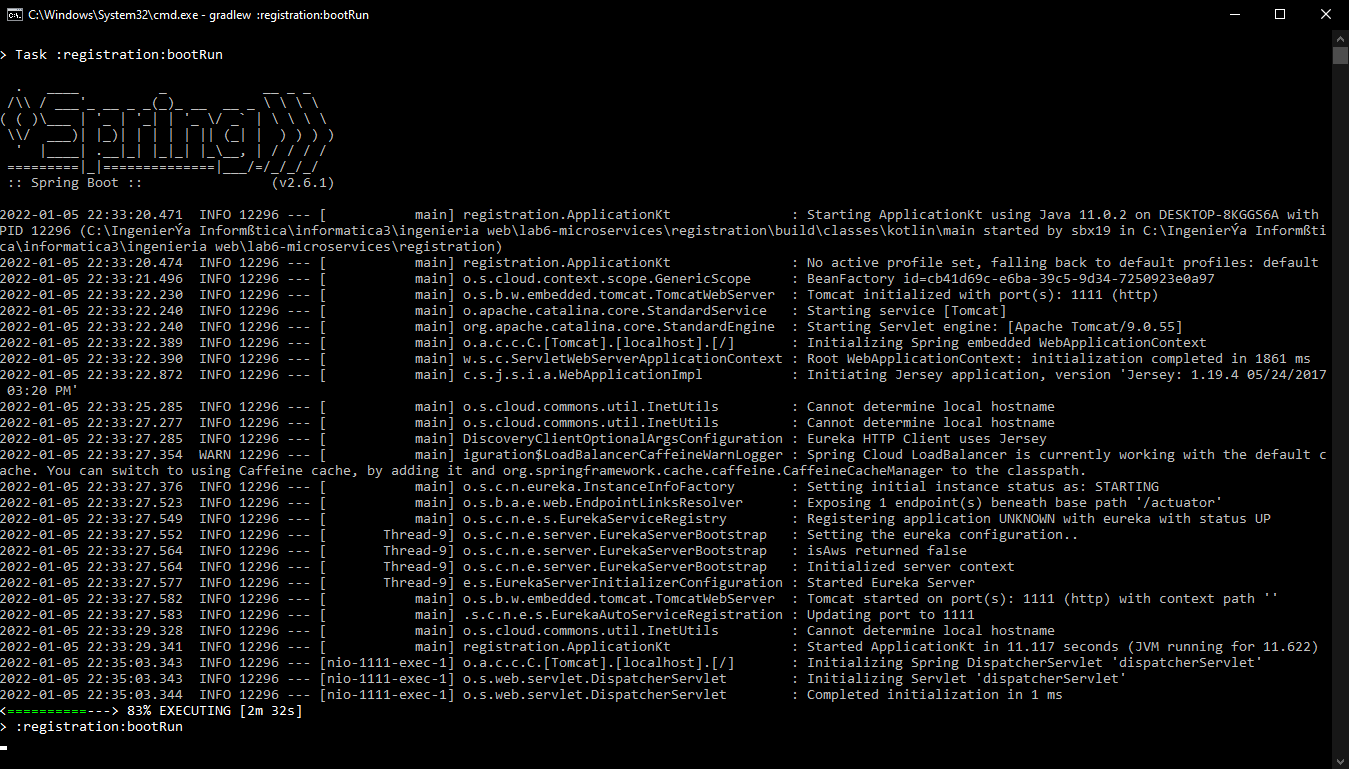 C:\Windows\System32\cmd.exe - gradlew :registration:bootRun
> Task :registration:bootRun
  .   ____          _            __ _ _
 /\\ / ___'_ __ _ _(_)_ __  __ _ \ \ \ \
( ( )\___ | '_ | '_| | '_ \/ _` | \ \ \ \
 \\/  ___)| |_)| | | | | || (_| |  ) ) ) )
  '  |____| .__|_| |_|_| |_\__, | / / / /
 =========|_|==============|___/=/_/_/_/
 :: Spring Boot ::                (v2.6.1)
2022-01-05 22:33:20.471  INFO 12296 --- [           main] registration.ApplicationKt               : Starting ApplicationKt using Java 11.0.2 on DESKTOP-8KGGS6A with
PID 12296 (C:\IngenierÝa Informßtica\informatica3\ingenieria web\lab6-microservices\registration\build\classes\kotlin\main started by sbx19 in C:\IngenierÝa Informßti
ca\informatica3\ingenieria web\lab6-microservices\registration)
2022-01-05 22:33:20.474  INFO 12296 --- [           main] registration.ApplicationKt               : No active profile set, falling back to default profiles: default
2022-01-05 22:33:21.496  INFO 12296 --- [           main] o.s.cloud.context.scope.GenericScope     : BeanFactory id=cb41d69c-e6ba-39c5-9d34-7250923e0a97
2022-01-05 22:33:22.230  INFO 12296 --- [           main] o.s.b.w.embedded.tomcat.TomcatWebServer  : Tomcat initialized with port(s): 1111 (http)
2022-01-05 22:33:22.240  INFO 12296 --- [           main] o.apache.catalina.core.StandardService   : Starting service [Tomcat]
2022-01-05 22:33:22.240  INFO 12296 --- [           main] org.apache.catalina.core.StandardEngine  : Starting Servlet engine: [Apache Tomcat/9.0.55]
2022-01-05 22:33:22.389  INFO 12296 --- [           main] o.a.c.c.C.[Tomcat].[localhost].[/]       : Initializing Spring embedded WebApplicationContext
2022-01-05 22:33:22.390  INFO 12296 --- [           main] w.s.c.ServletWebServerApplicationContext : Root WebApplicationContext: initialization completed in 1861 ms
2022-01-05 22:33:22.872  INFO 12296 --- [           main] c.s.j.s.i.a.WebApplicationImpl           : Initiating Jersey application, version 'Jersey: 1.19.4 05/24/2017
 03:20 PM'
2022-01-05 22:33:25.285  INFO 12296 --- [           main] o.s.cloud.commons.util.InetUtils         : Cannot determine local hostname
2022-01-05 22:33:27.277  INFO 12296 --- [           main] o.s.cloud.commons.util.InetUtils         : Cannot determine local hostname
2022-01-05 22:33:27.285  INFO 12296 --- [           main] DiscoveryClientOptionalArgsConfiguration : Eureka HTTP Client uses Jersey
2022-01-05 22:33:27.354  WARN 12296 --- [           main] iguration$LoadBalancerCaffeineWarnLogger : Spring Cloud LoadBalancer is currently working with the default c
ache. You can switch to using Caffeine cache, by adding it and org.springframework.cache.caffeine.CaffeineCacheManager to the classpath.
2022-01-05 22:33:27.376  INFO 12296 --- [           main] o.s.c.n.eureka.InstanceInfoFactory       : Setting initial instance status as: STARTING
2022-01-05 22:33:27.523  INFO 12296 --- [           main] o.s.b.a.e.web.EndpointLinksResolver      : Exposing 1 endpoint(s) beneath base path '/actuator'
2022-01-05 22:33:27.549  INFO 12296 --- [           main] o.s.c.n.e.s.EurekaServiceRegistry        : Registering application UNKNOWN with eureka with status UP
2022-01-05 22:33:27.552  INFO 12296 --- [       Thread-9] o.s.c.n.e.server.EurekaServerBootstrap   : Setting the eureka configuration..
2022-01-05 22:33:27.564  INFO 12296 --- [       Thread-9] o.s.c.n.e.server.EurekaServerBootstrap   : isAws returned false
2022-01-05 22:33:27.564  INFO 12296 --- [       Thread-9] o.s.c.n.e.server.EurekaServerBootstrap   : Initialized server context
2022-01-05 22:33:27.577  INFO 12296 --- [       Thread-9] e.s.EurekaServerInitializerConfiguration : Started Eureka Server
2022-01-05 22:33:27.582  INFO 12296 --- [           main] o.s.b.w.embedded.tomcat.TomcatWebServer  : Tomcat started on port(s): 1111 (http) with context path ''
2022-01-05 22:33:27.583  INFO 12296 --- [           main] .s.c.n.e.s.EurekaAutoServiceRegistration : Updating port to 1111
2022-01-05 22:33:29.328  INFO 12296 --- [           main] o.s.cloud.commons.util.InetUtils         : Cannot determine local hostname
2022-01-05 22:33:29.341  INFO 12296 --- [           main] registration.ApplicationKt               : Started ApplicationKt in 11.117 seconds (JVM running for 11.622)
2022-01-05 22:35:03.343  INFO 12296 --- [nio-1111-exec-1] o.a.c.c.C.[Tomcat].[localhost].[/]       : Initializing Spring DispatcherServlet 'dispatcherServlet'
2022-01-05 22:35:03.343  INFO 12296 --- [nio-1111-exec-1] o.s.web.servlet.DispatcherServlet        : Initializing Servlet 'dispatcherServlet'
2022-01-05 22:35:03.344  INFO 12296 --- [nio-1111-exec-1] o.s.web.servlet.DispatcherServlet        : Completed initialization in 1 ms
<==========---> 83% EXECUTING [2m 32s]
> :registration:bootRun